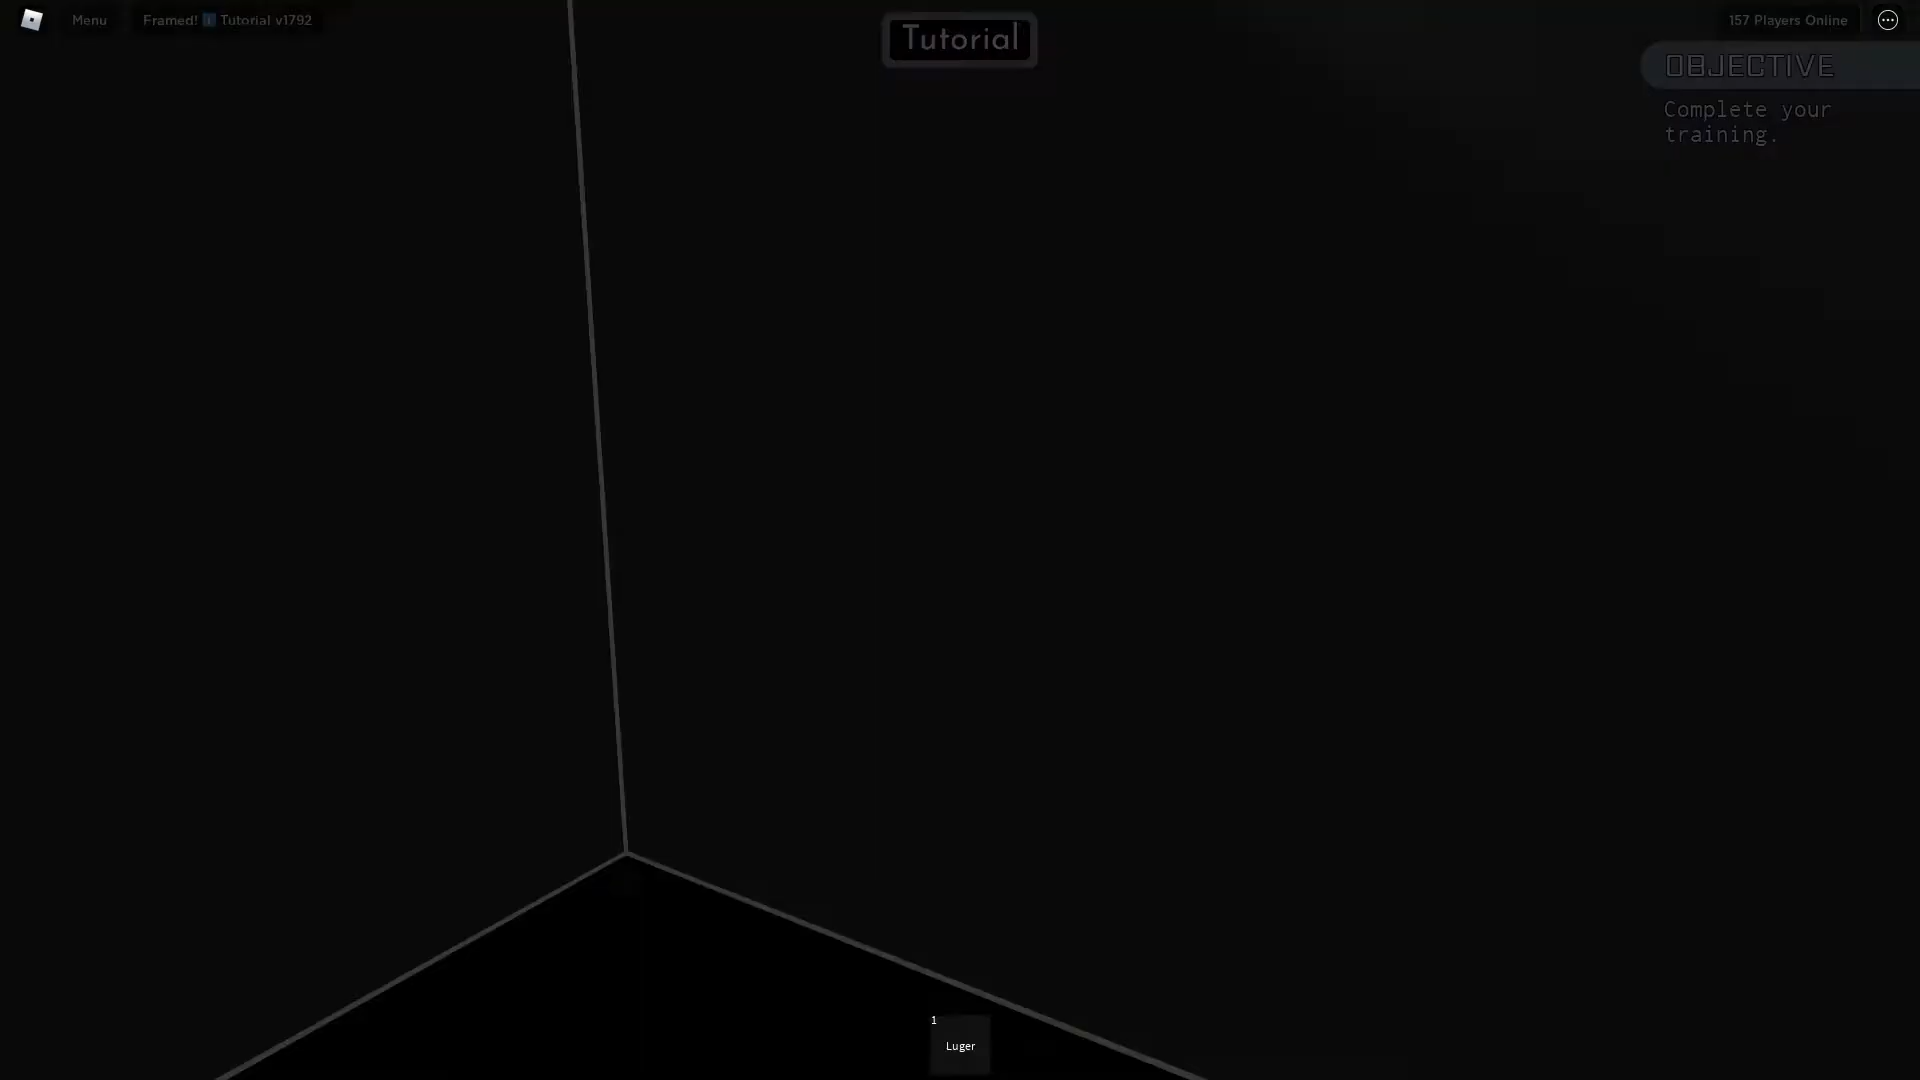 Menu
Framed! Tutorial v1792
Tutorial
157 Players Online
OBJECTIVE
Complete your
training.
1
Luger